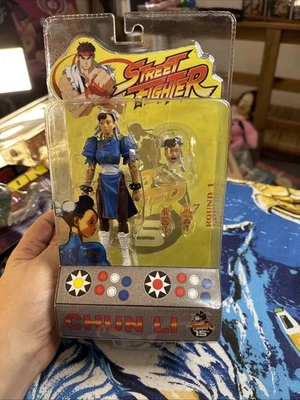 STREET
FIGHTER
ROUND 1
CHUN LI
15